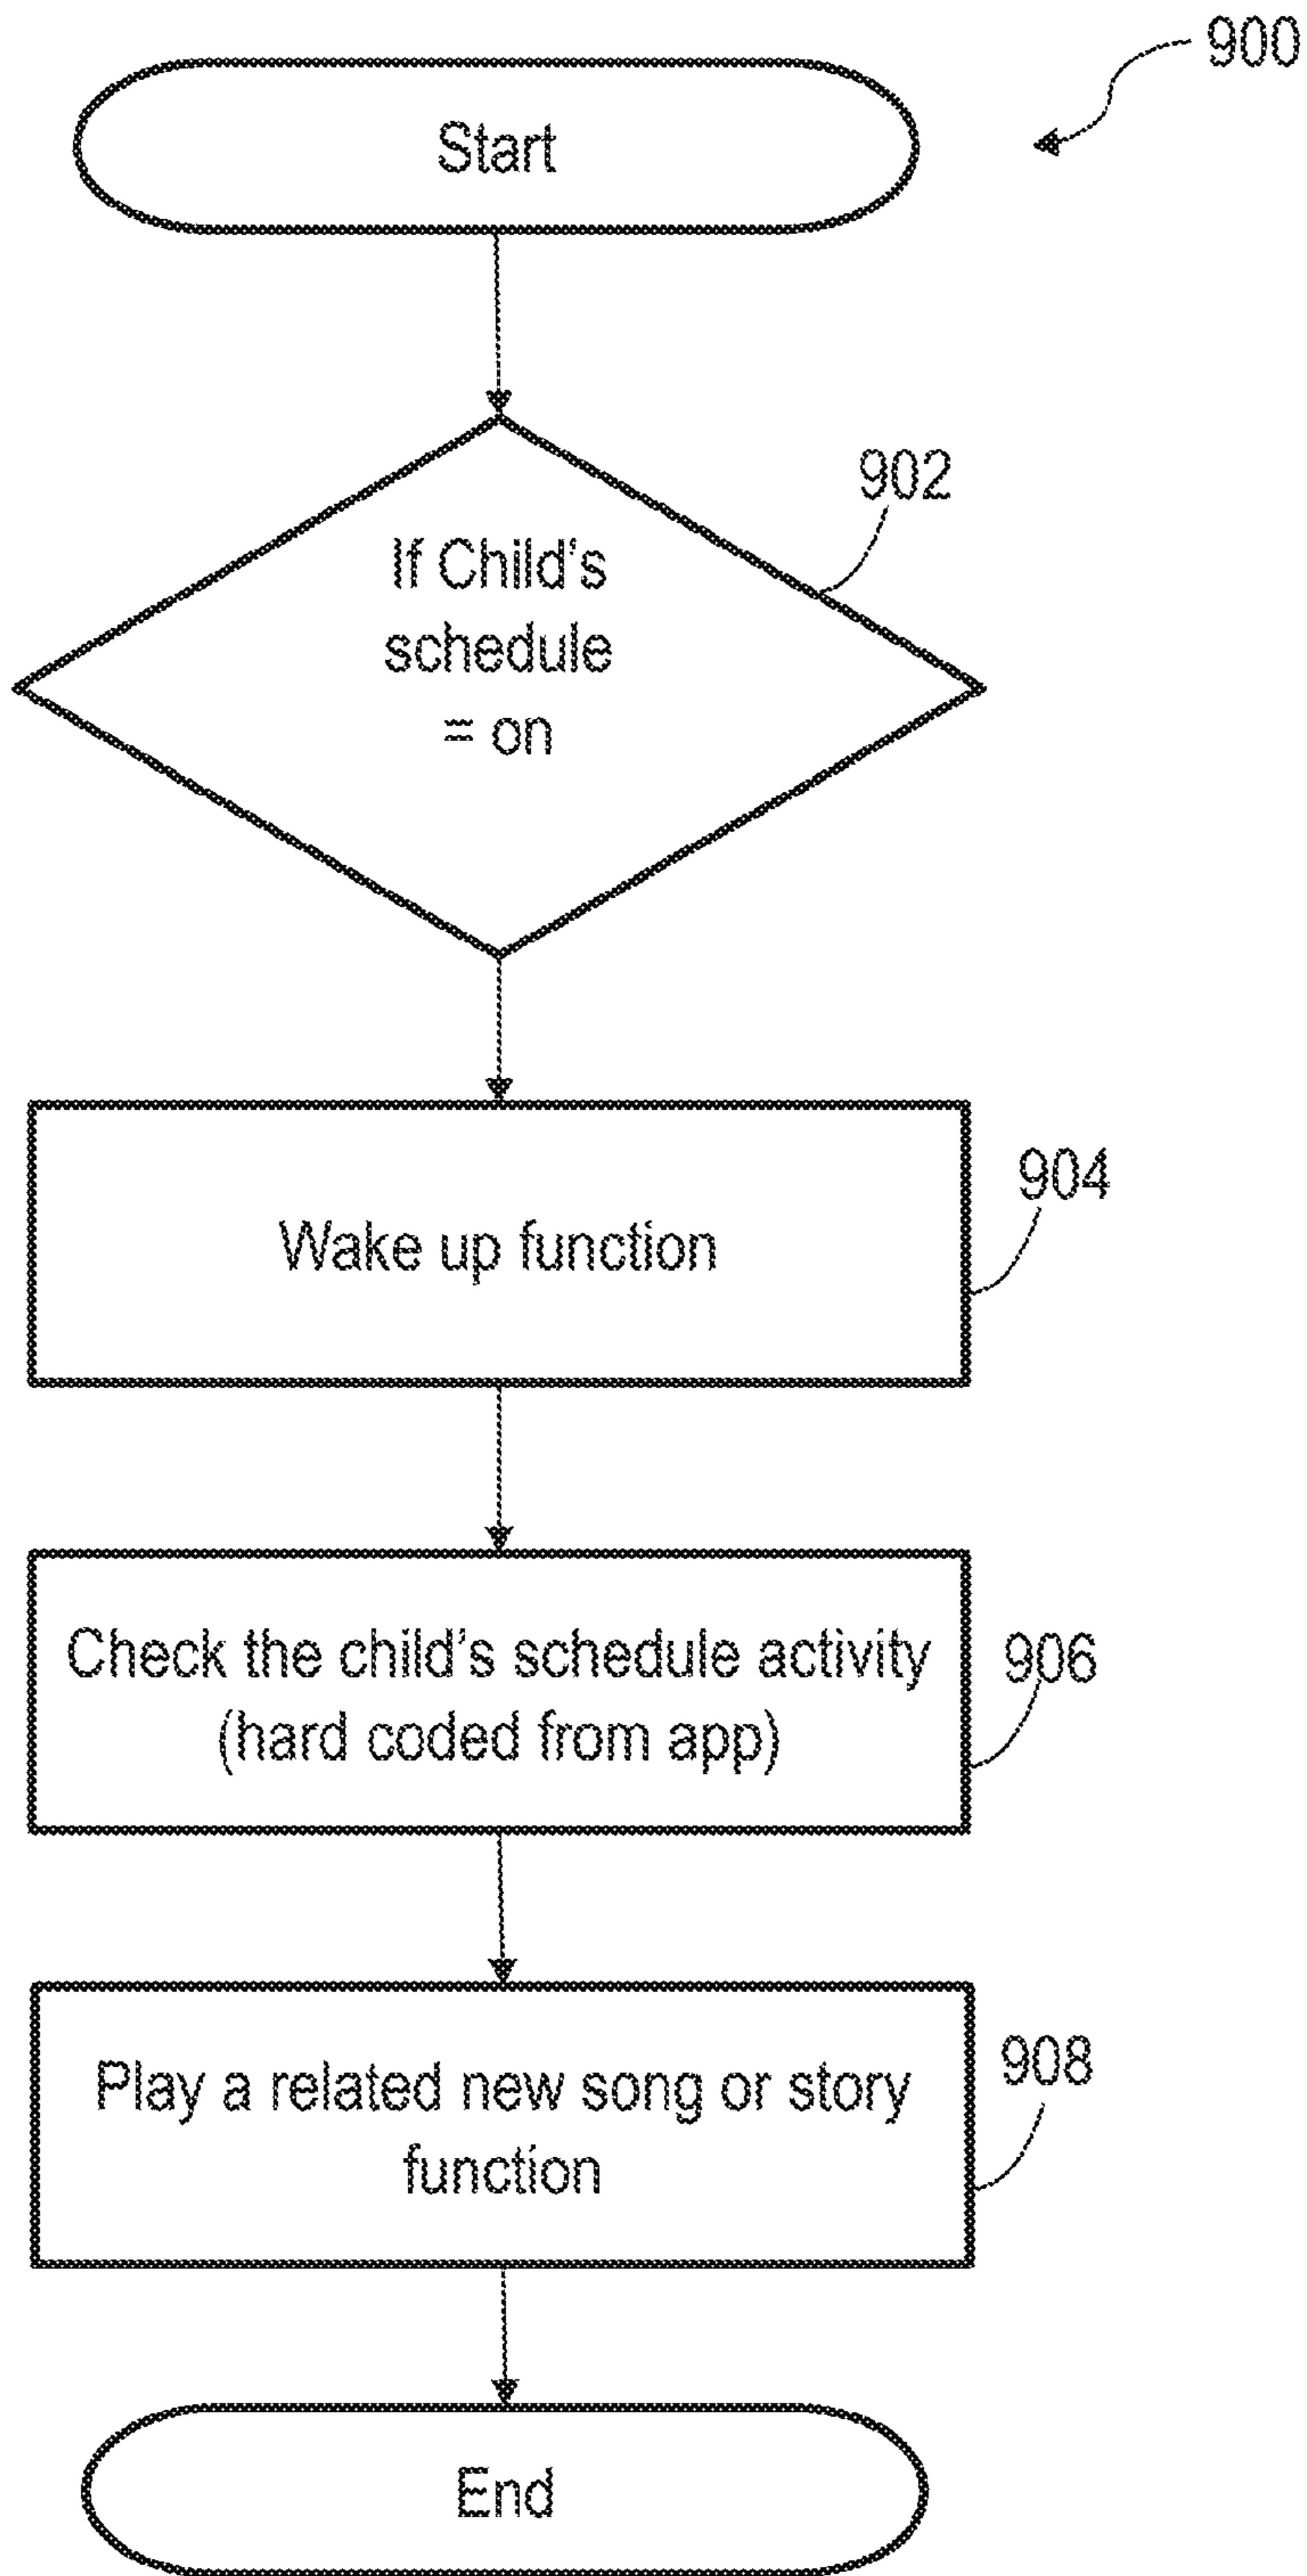 900
Start
902
If Child's
schedule
= on
904
Wake up function
906
Check the child's schedule activity
(hard coded from app)
908
Play a related new song or story
function
End